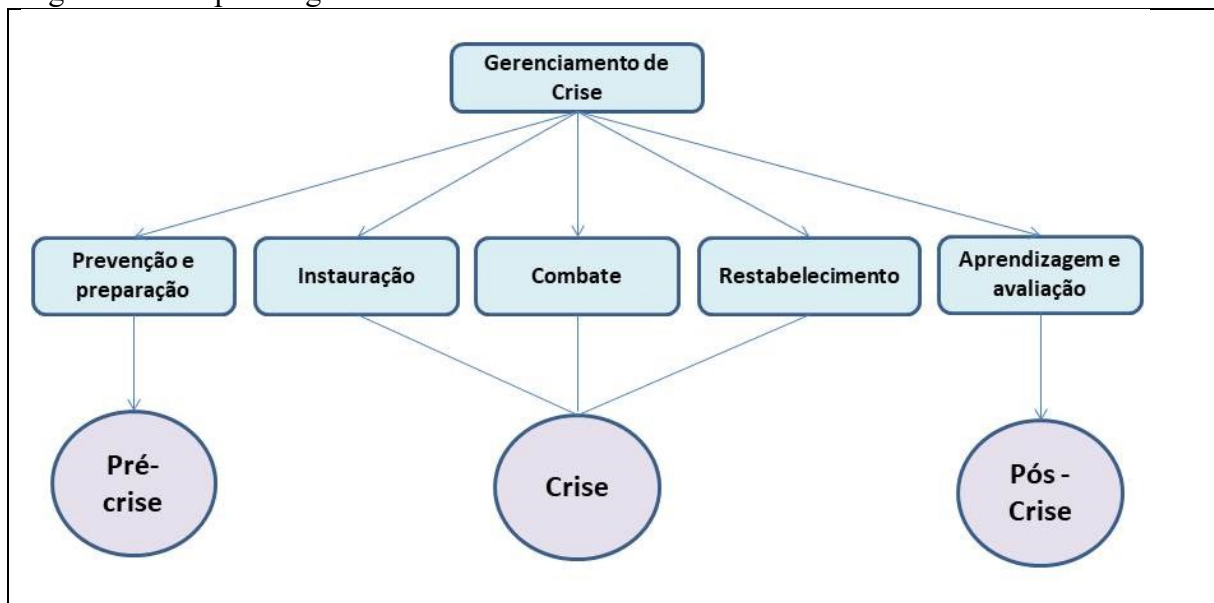 Gerenciamento de
Crise
Prevenção e
preparação
Instauração
Combate
Restabelecimento
Aprendizagem e
avaliação
Pré-
crise
Crise
Pós -
Crise